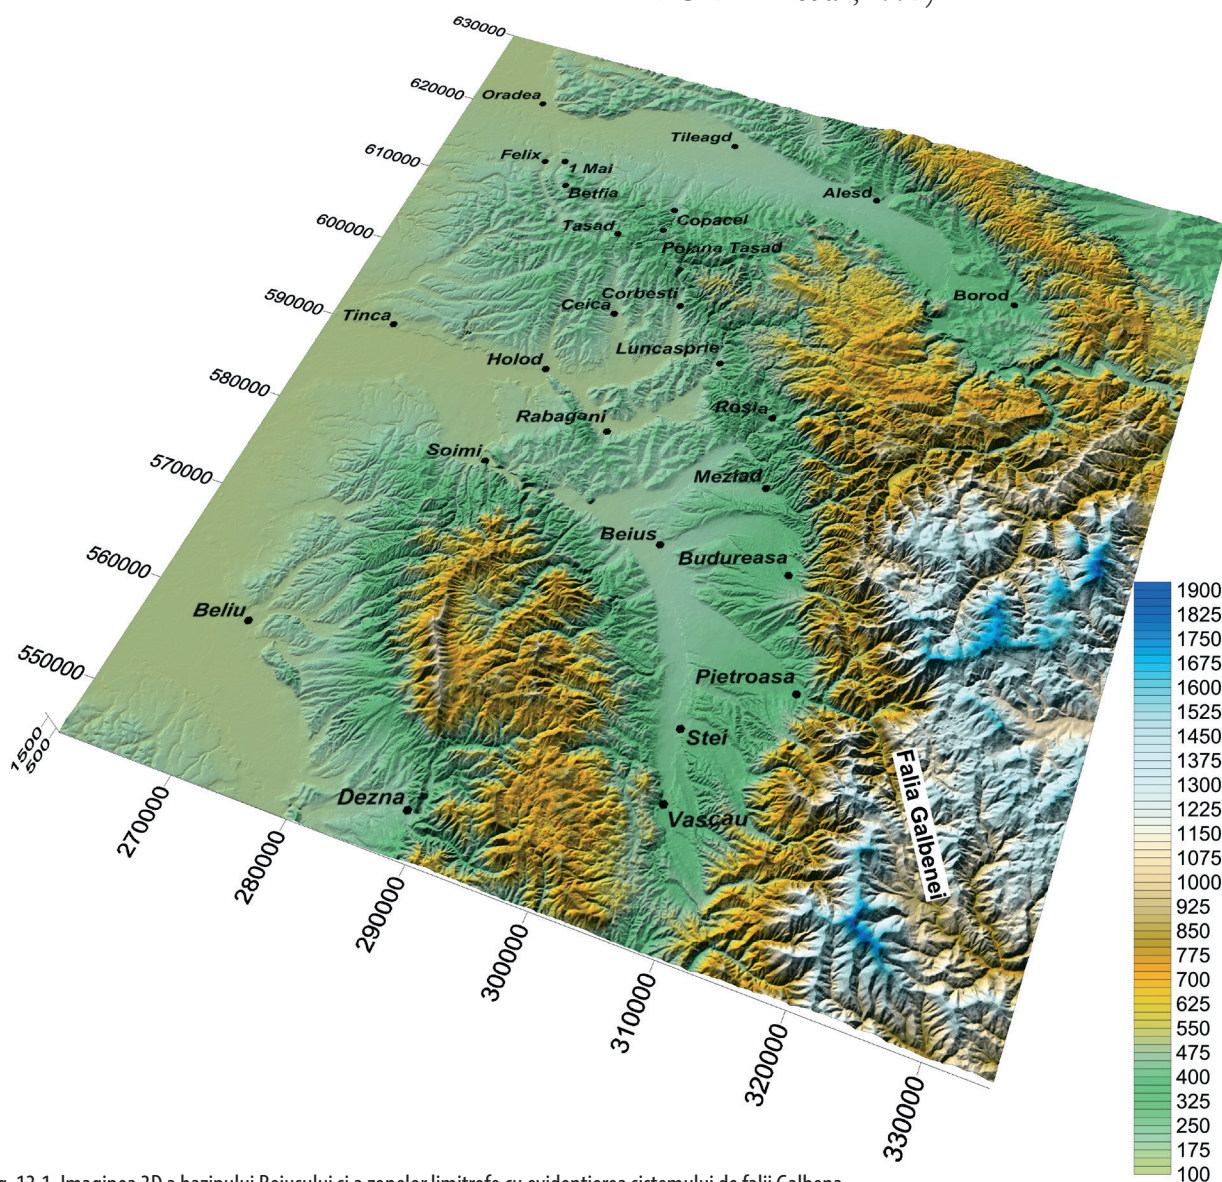 630000
620000
610000
600000
590000
580000
570000
560000
550000
1500
500
Oradea
Tileagd
Felix
1 Mai
Betfia
Alesd
Copacel
Tasad
Poiana Tasad
Borod
Corbesti
Ceica
Tinca
Luncasprie
Holod
Rosia
Rabagani
Soimi
Meziad
Beius
Budureasa
Beliu
Pietroasa
Stei
Falia Galbenei
Dezna
Vascau
270000
280000
290000
300000
310000
320000
330000
1900
1825
1750
1675
1600
1525
1450
1375
1300
1225
1150
1075
1000
925
850
775
700
625
550
475
400
325
250
175
100